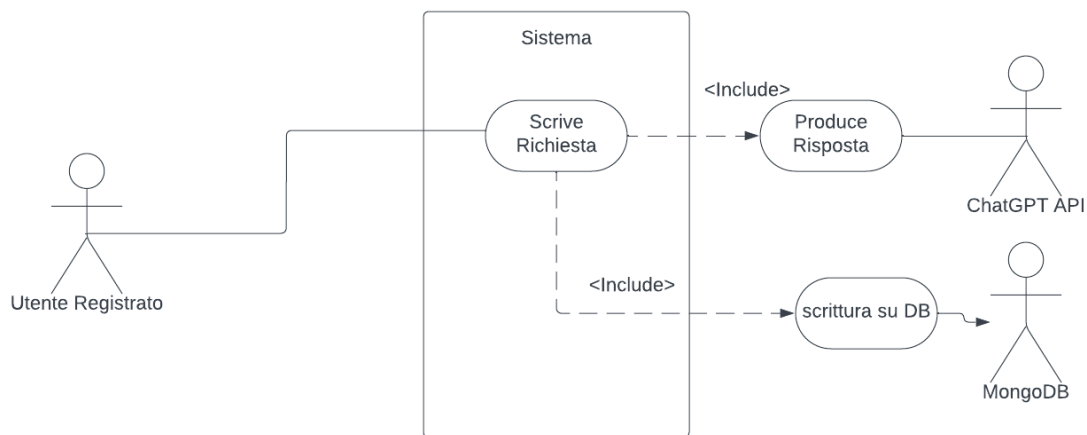 Sistema
<Include>
Scrive
Richiesta
Produce
Risposta
ChatGPT API
Utente Registrato
<Include>
scrittura su DB
MongoDB